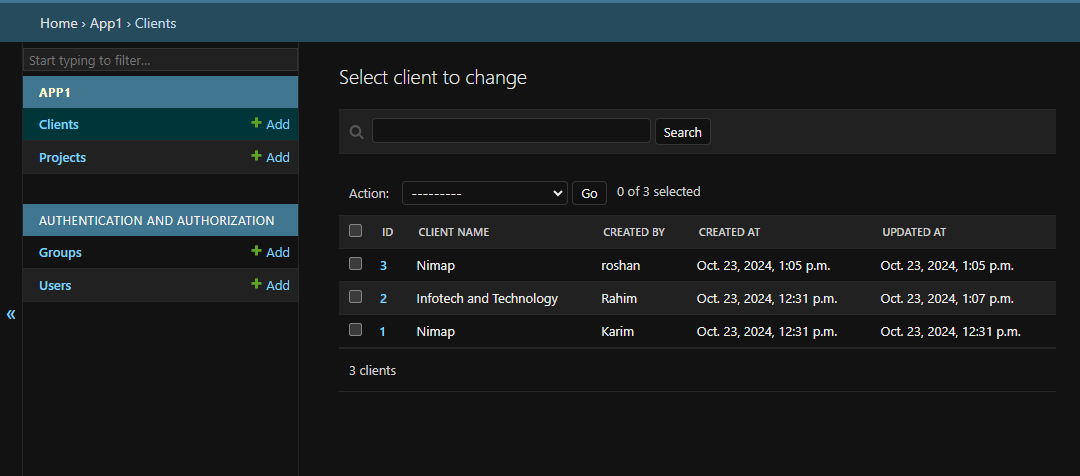 Home › App1 › Clients
Start typing to filter...
APP1
Clients + Add
Projects + Add
AUTHENTICATION AND AUTHORIZATION
Groups + Add
Users + Add
«
Select client to change
Search
Action: --------- Go 0 of 3 selected
ID CLIENT NAME CREATED BY CREATED AT UPDATED AT
3 Nimap roshan Oct. 23, 2024, 1:05 p.m. Oct. 23, 2024, 1:05 p.m.
2 Infotech and Technology Rahim Oct. 23, 2024, 12:31 p.m. Oct. 23, 2024, 1:07 p.m.
1 Nimap Karim Oct. 23, 2024, 12:31 p.m. Oct. 23, 2024, 12:31 p.m.
3 clients